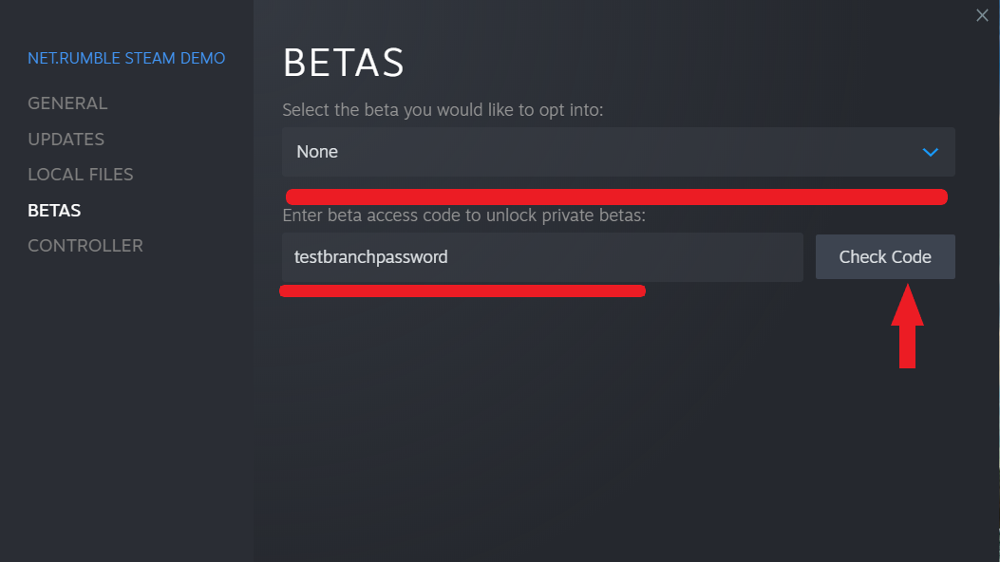 NET.RUMBLE STEAM DEMO
GENERAL
UPDATES
LOCAL FILES
BETAS
CONTROLLER
BETAS
Select the beta you would like to opt into:
None
Enter beta access code to unlock private betas:
testbranchpassword
Check Code